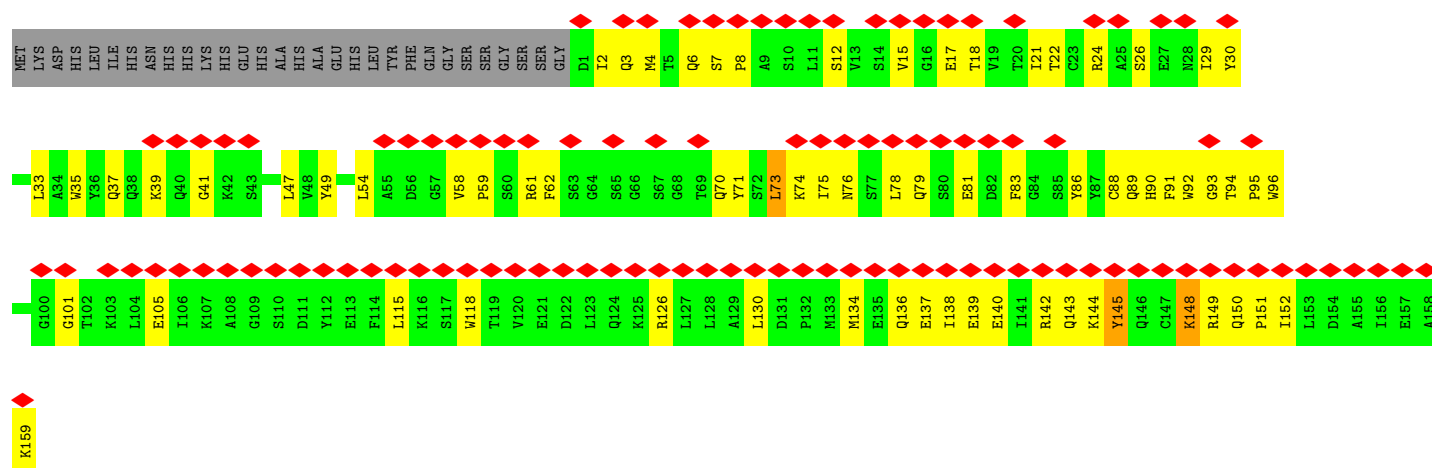 MET LYS ASP HIS LEU ILE HIS ASN HIS HIS LYS HIS GLU HIS ALA HIS ALA GLU HIS LEU TYR PHE GLN GLY SER SER GLY SER SER GLY D1 I2 Q3 M4 T5 Q6 S7 P8 A9 S10 L11 S12 V13 S14 V15 G16 E17 T18 V19 T20 I21 T22 C23 R24 A25 S26 E27 N28 I29 Y30
L33 A34 W35 Y36 Q37 Q38 K39 Q40 G41 K42 S43 L47 V48 Y49 L54 A55 D56 G57 V58 P59 S60 R61 F62 S63 G64 S65 G66 S67 G68 T69 Q70 Y71 S72 L73 K74 I75 N76 S77 L78 Q79 S80 E81 D82 F83 G84 S85 Y86 Y87 C88 Q89 H90 F91 W92 G93 T94 P95 W96
G100 G101 T102 K103 L104 E105 I106 K107 A108 G109 S110 D111 Y112 E113 F114 L115 K116 S117 W118 T119 V120 E121 D122 L123 Q124 K125 R126 L127 L128 A129 L130 D131 P132 M133 M134 E135 Q136 E137 I138 E139 E140 I141 R142 Q143 K144 Y145 Q146 C147 K148 R149 Q150 P151 I152 L153 D154 A155 I156 E157 A158
K159